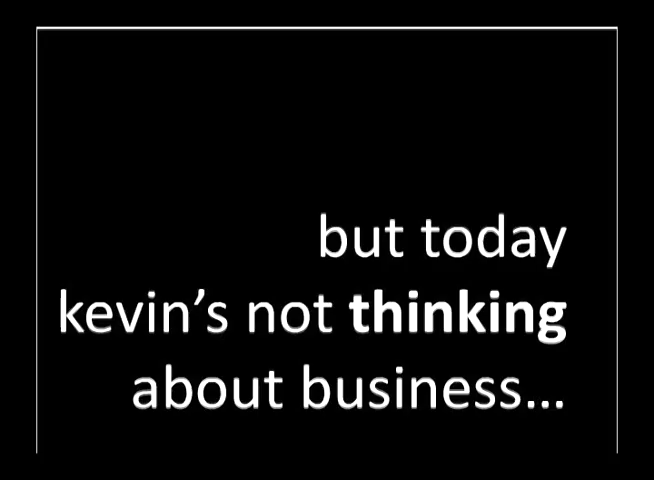 but today
kevin’s not thinking
about business...